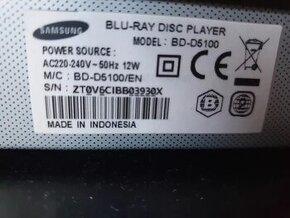 SAMSUNG
BLU-RAY DISC PLAYER
MODEL: BD-D5100
POWER SOURCE :
AC220-240V~50Hz 12W
M/C : BD-D5100/EN
S/N : ZT0V6CIBB03930X
MADE IN INDONESIA